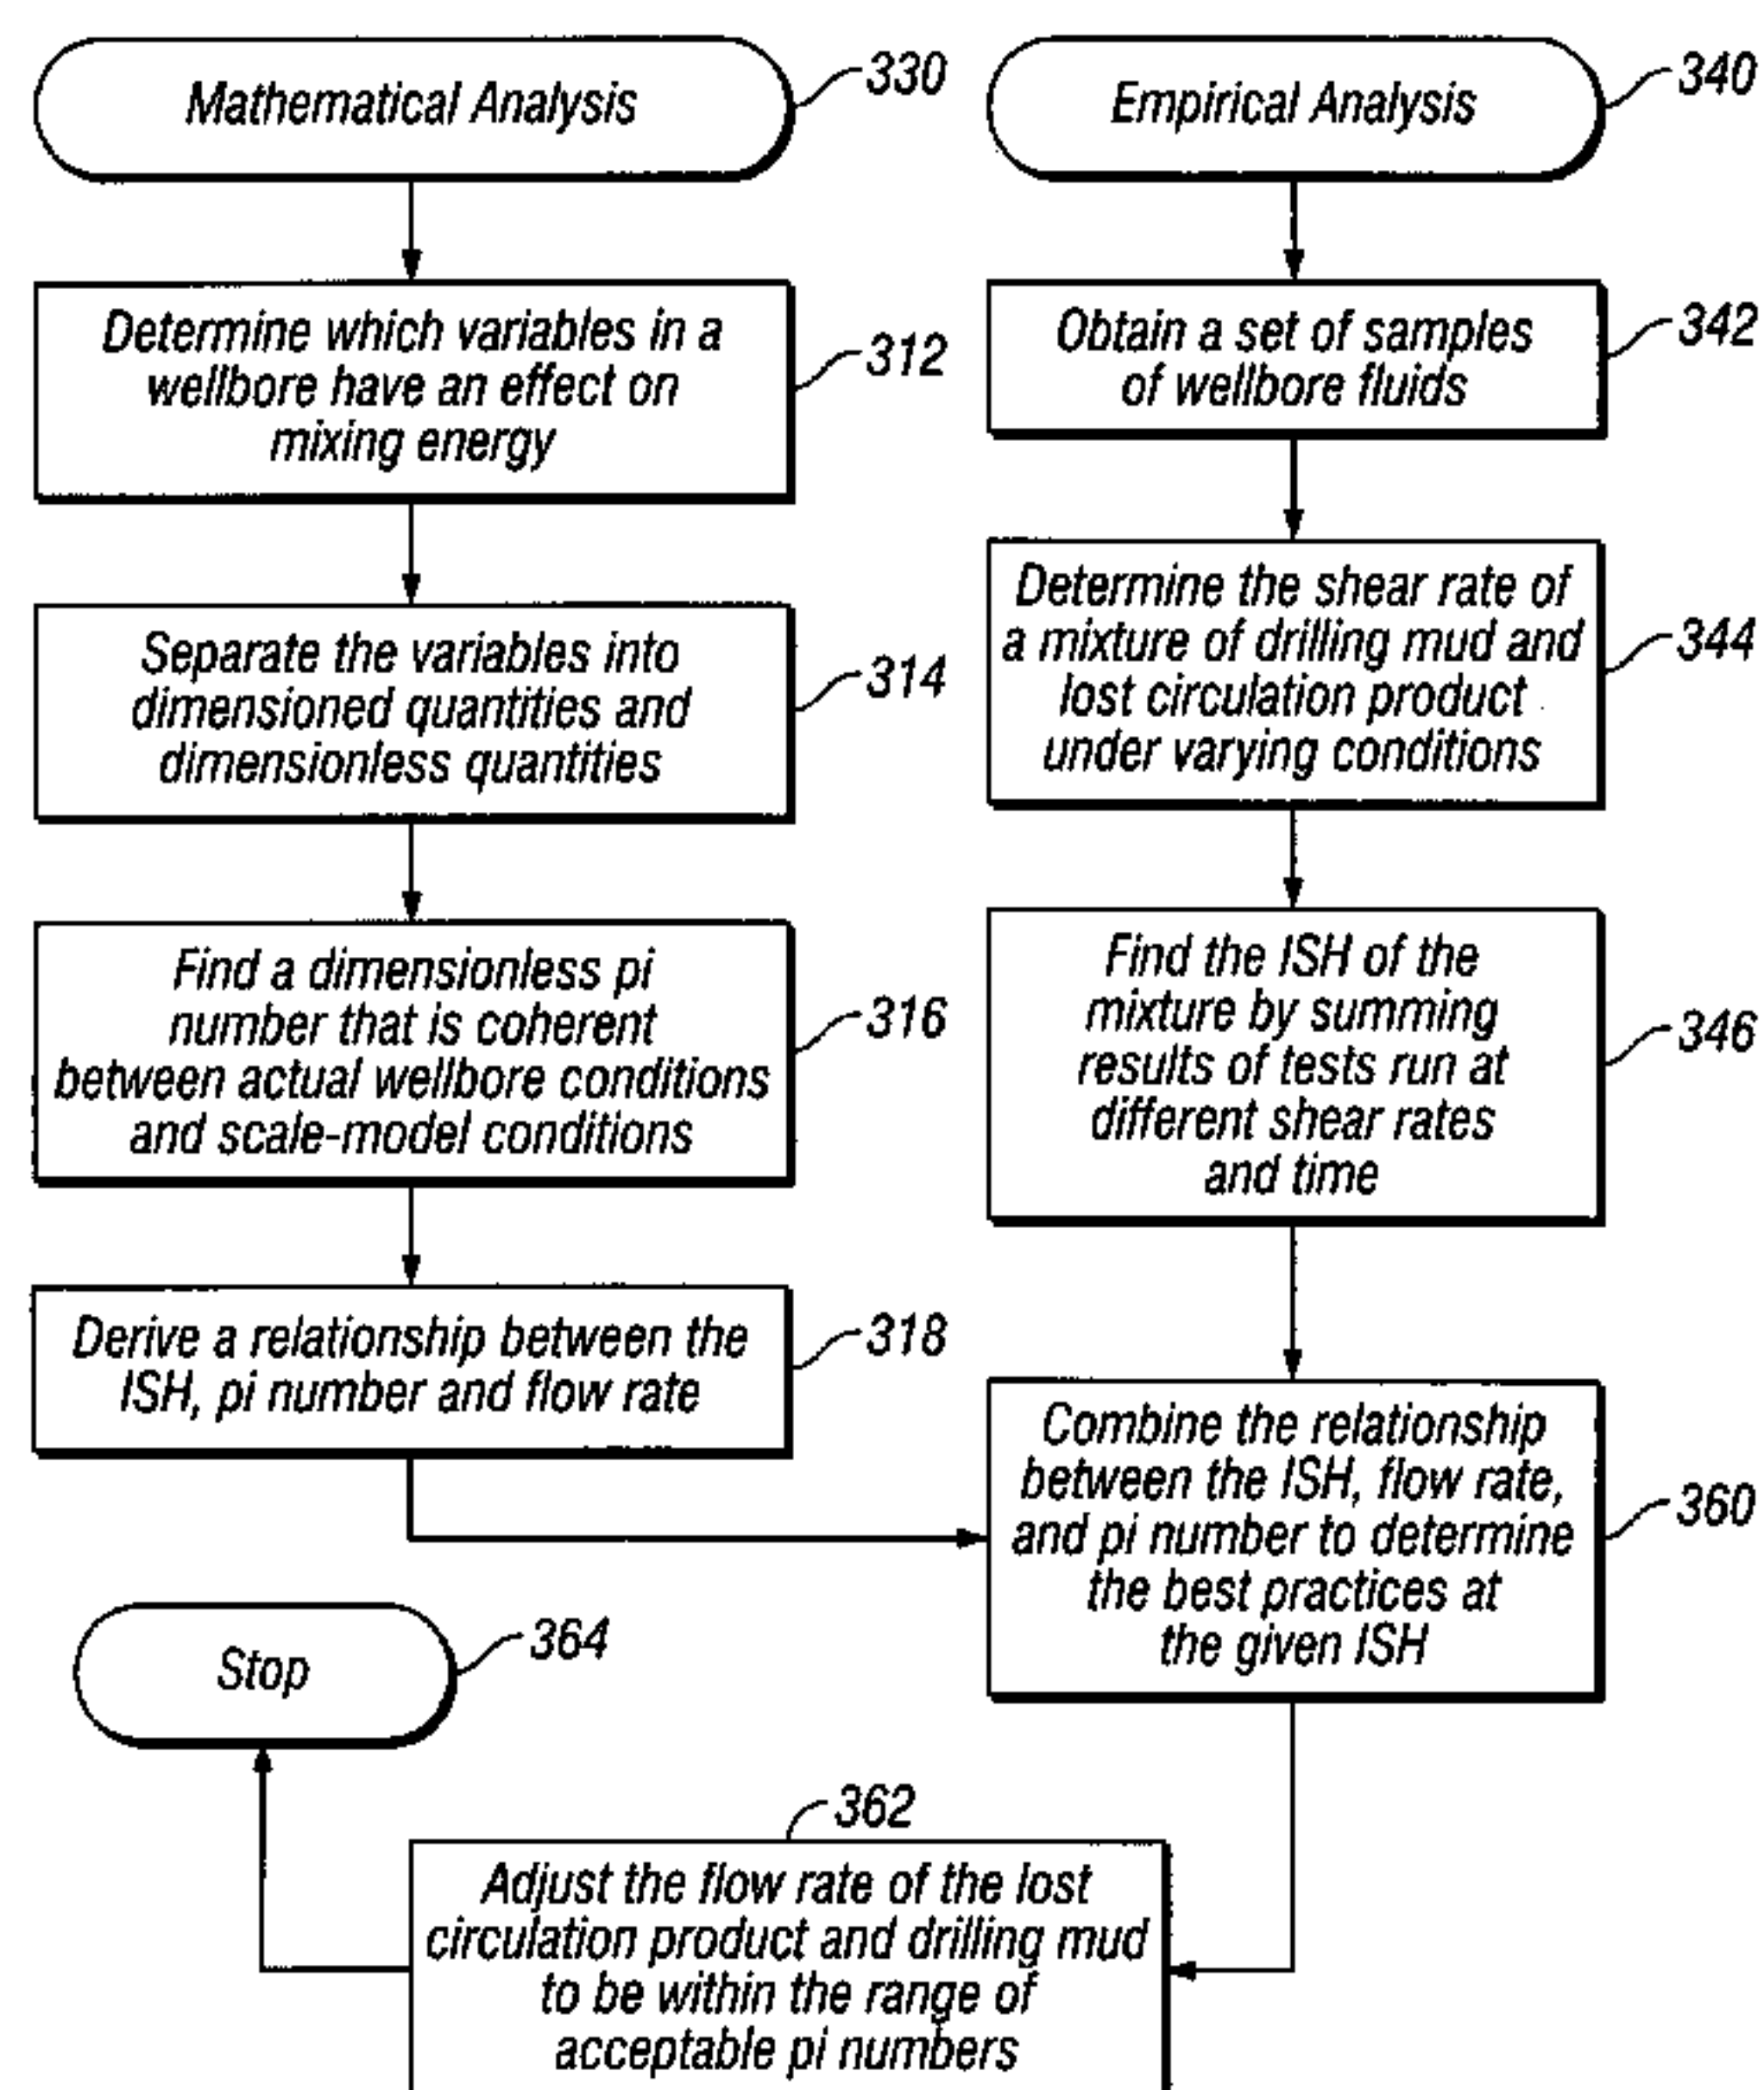 Mathematical Analysis
330
Determine which variables in a
wellbore have an effect on
mixing energy
312
Separate the variables into
dimensioned quantities and
dimensionless quantities
314
Find a dimensionless pi
number that is coherent
between actual wellbore conditions
and scale-model conditions
316
Derive a relationship between the
ISH, pi number and flow rate
318
Empirical Analysis
340
Obtain a set of samples
of wellbore fluids
342
Determine the shear rate of
a mixture of drilling mud and
lost circulation product
under varying conditions
344
Find the ISH of the
mixture by summing
results of tests run at
different shear rates
and time
346
Combine the relationship
between the ISH, flow rate,
and pi number to determine
the best practices at
the given ISH
360
362
Adjust the flow rate of the lost
circulation product and drilling mud
to be within the range of
acceptable pi numbers
Stop
364